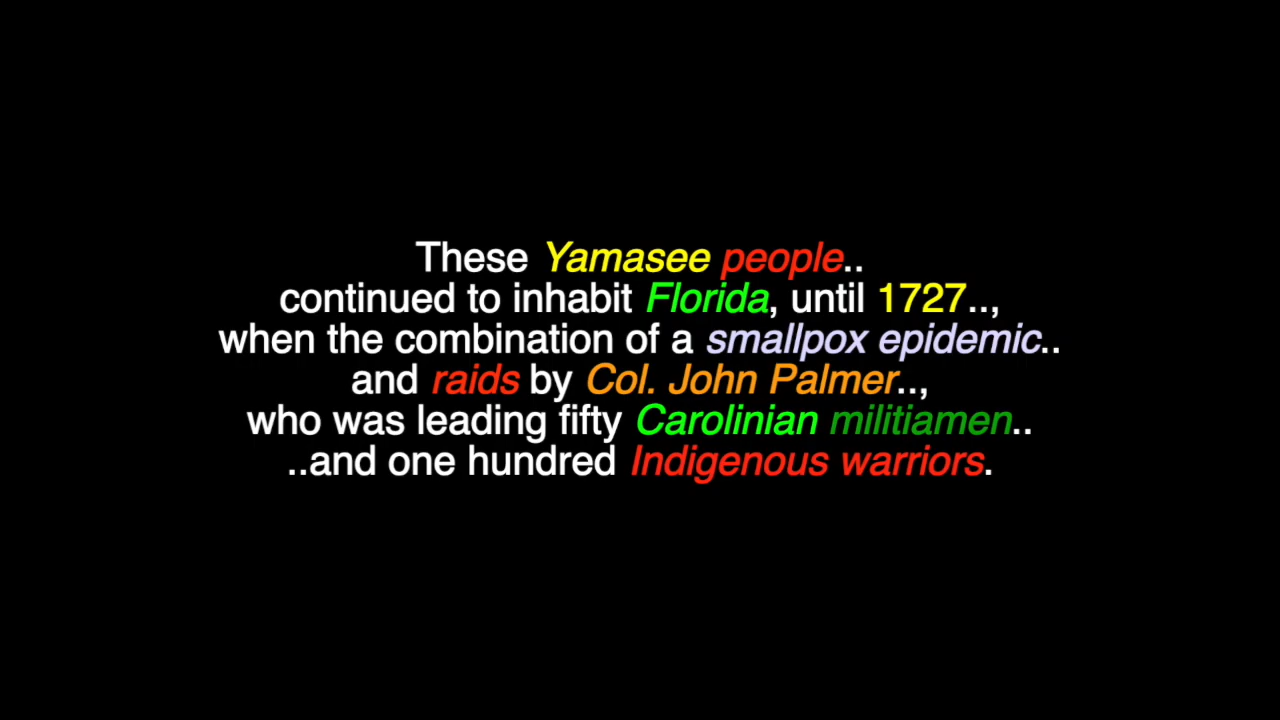 These Yamasee people..
continued to inhabit Florida, until 1727..,
when the combination of a smallpox epidemic..
and raids by Col. John Palmer..,
who was leading fifty Carolinian militiamen..
..and one hundred Indigenous warriors.